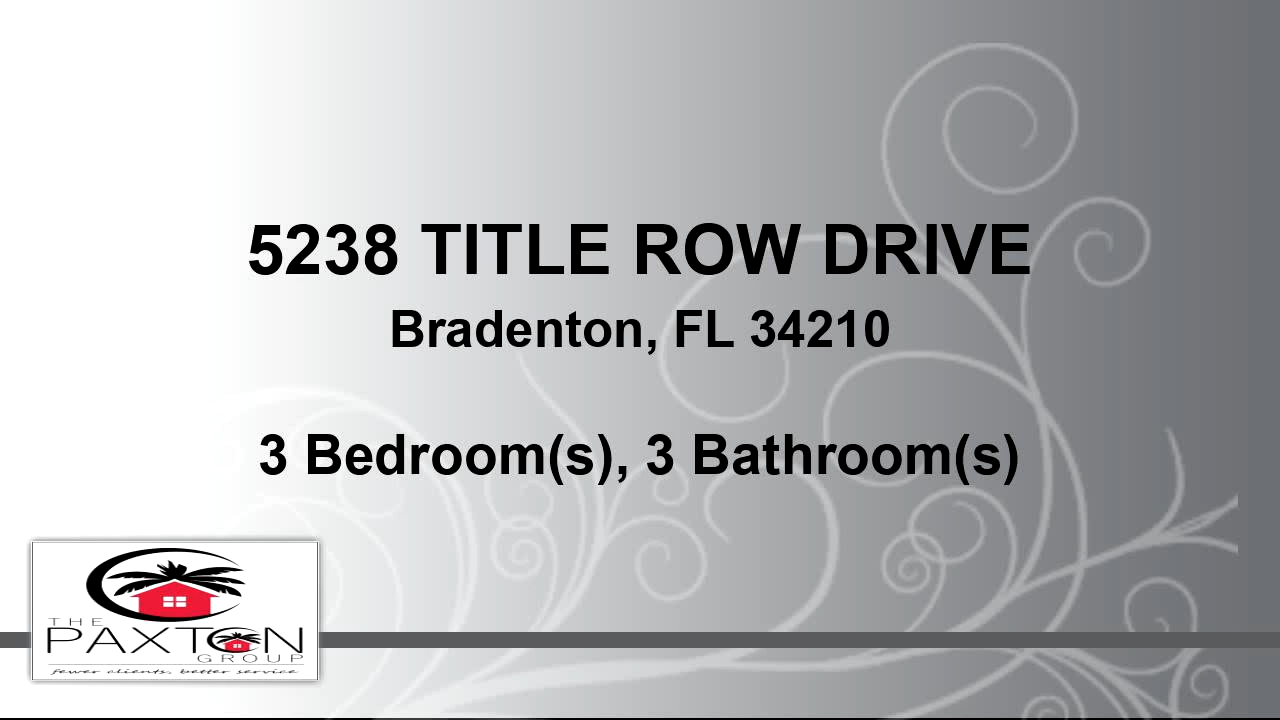 5238 TITLE ROW DRIVE
Bradenton, FL 34210
3 Bedroom(s), 3 Bathroom(s)
THE
PAXTON
GROUP
fewer clients, better service